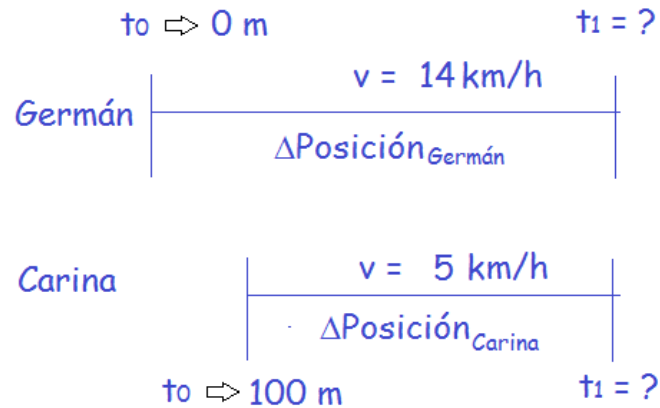 t0 ⇨ 0 m t1 = ?
v = 14 km/h
Germán
ΔPosiciónGermán
Carina
v = 5 km/h
ΔPosiciónCarina
t0 ⇨ 100 m t1 = ?